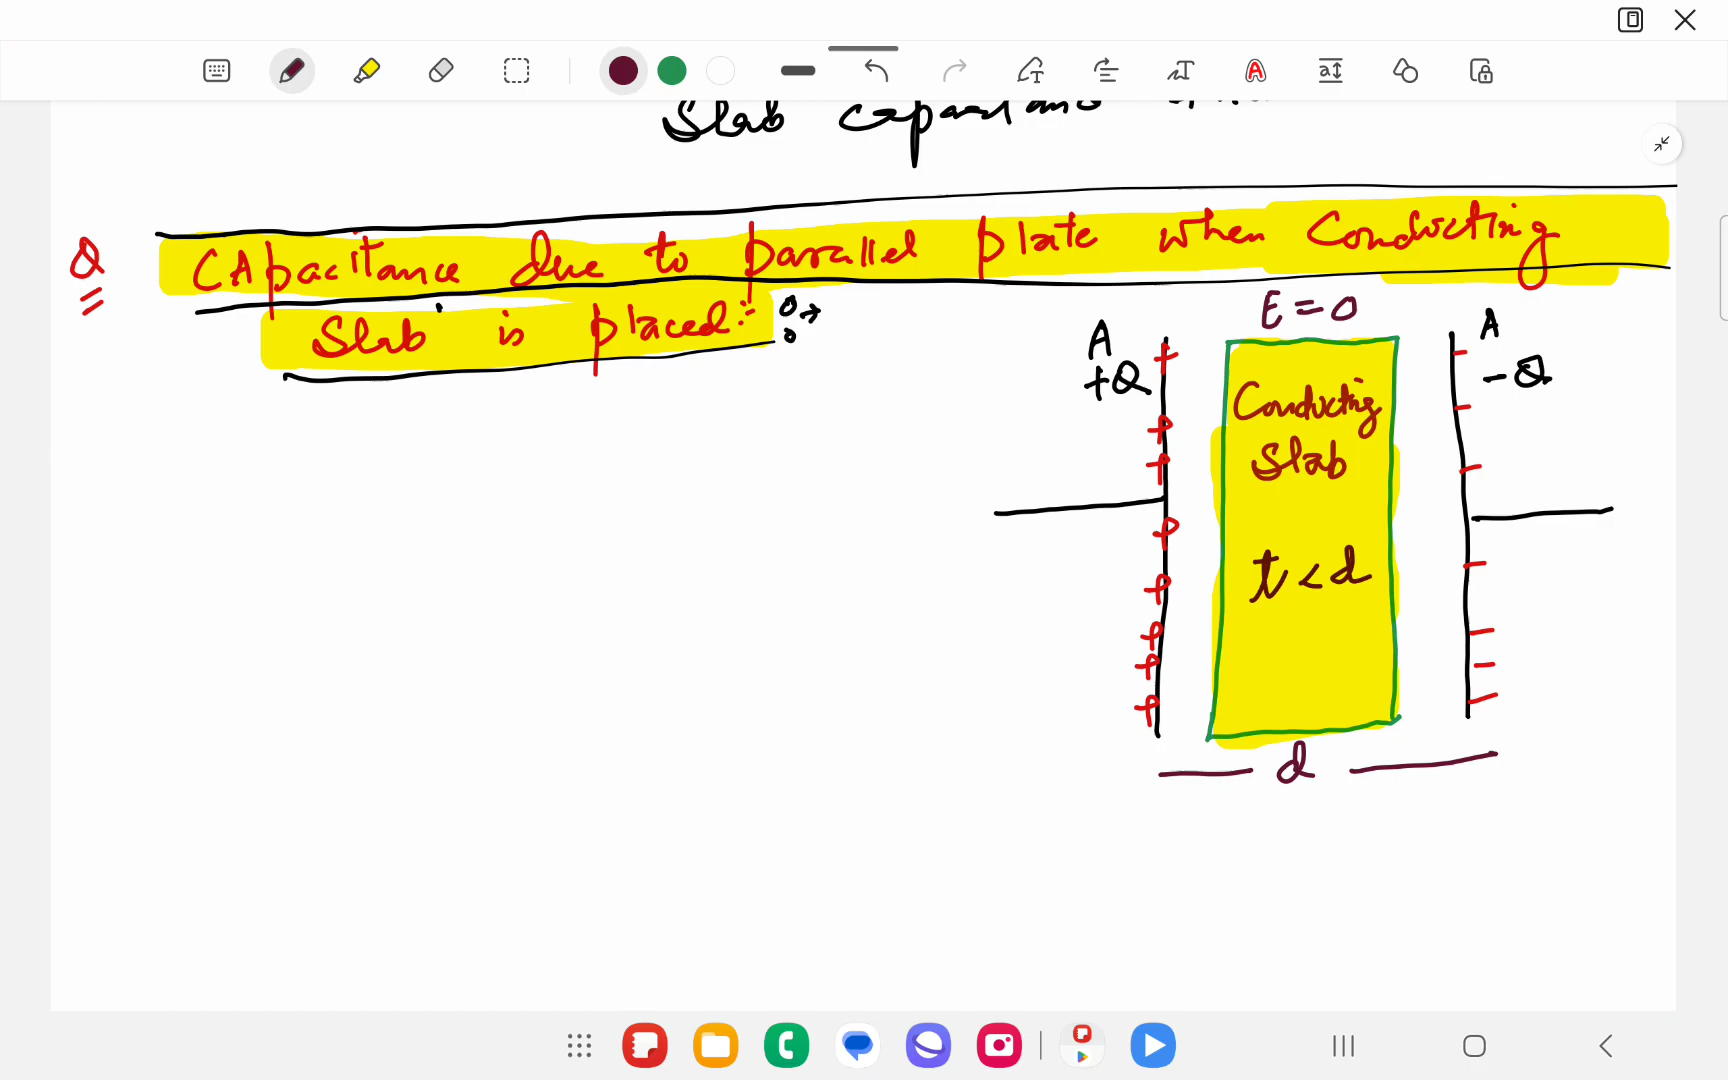 Slab
CApacitance due to parallel plate when Conducting
Q
Slab is placed:-
E = 0
A
A
+Q
-Q
Conducting
Slab
t < d
d